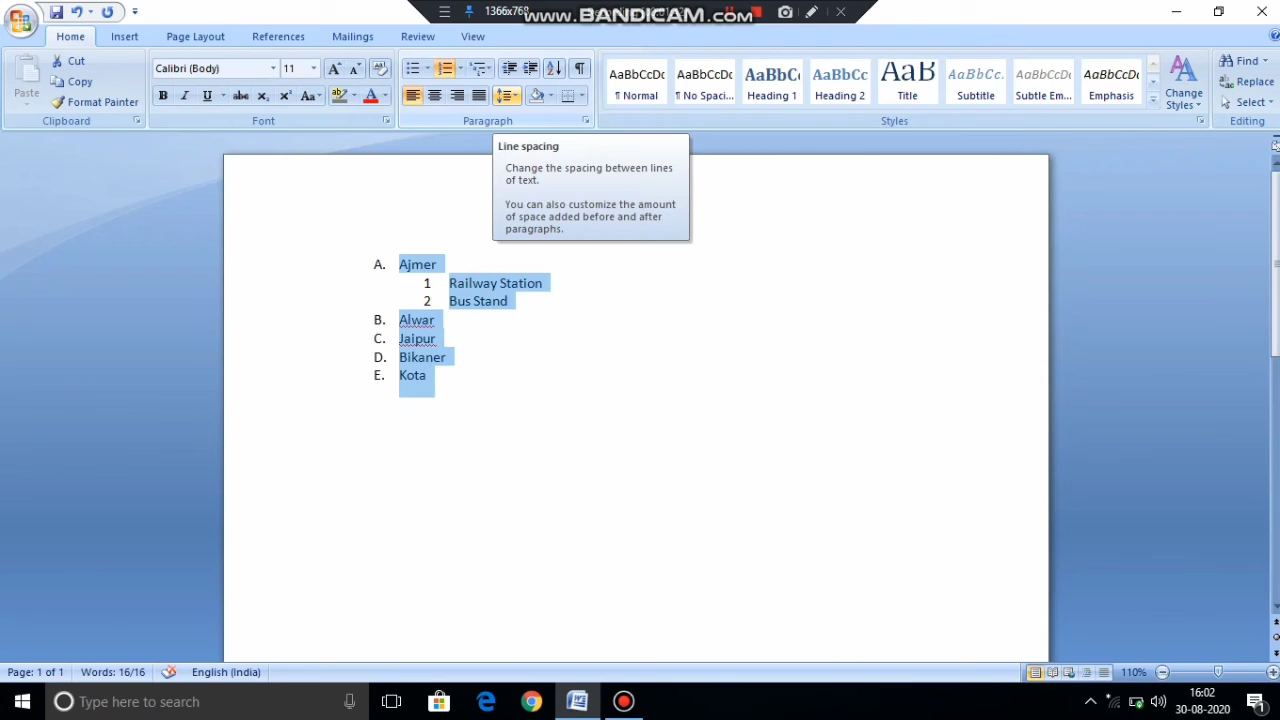 1366x768
www.BANDICAM.com
Home Insert Page Layout References Mailings Review View
Paste
Cut
Copy
Format Painter
Clipboard
Calibri (Body) 11
Font
Paragraph
AaBbCcDc AaBbCcDc AaBbC( AaBbCc AaB AaBbCc. AaBbCcDc AaBbCcDc
¶ Normal ¶ No Spaci... Heading 1 Heading 2 Title Subtitle Subtle Em... Emphasis
Change Styles
Styles
Find
Replace
Select
Editing
Line spacing
Change the spacing between lines
of text.
You can also customize the amount
of space added before and after
paragraphs.
A. Ajmer
1 Railway Station
2 Bus Stand
B. Alwar
C. Jaipur
D. Bikaner
E. Kota
Page: 1 of 1 Words: 16/16 English (India) 110%
Type here to search
16:02
30-08-2020